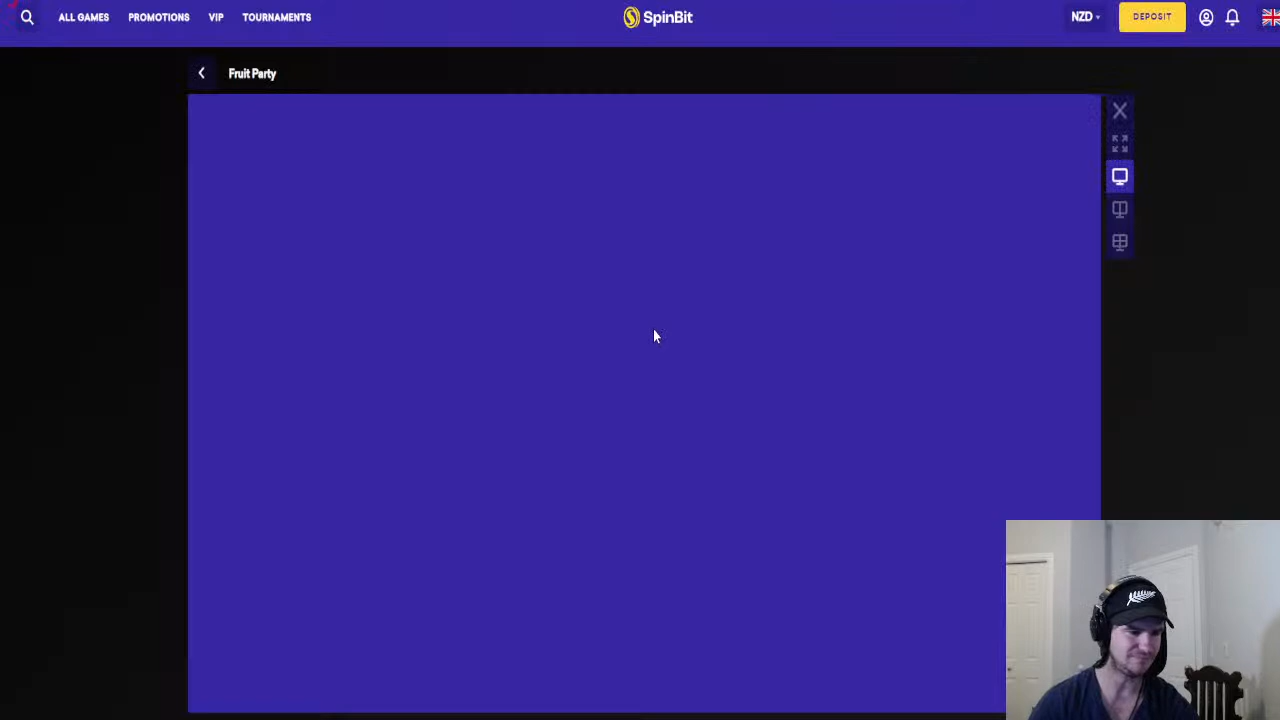 ALL GAMES PROMOTIONS VIP TOURNAMENTS SpinBit NZD DEPOSIT
Fruit Party